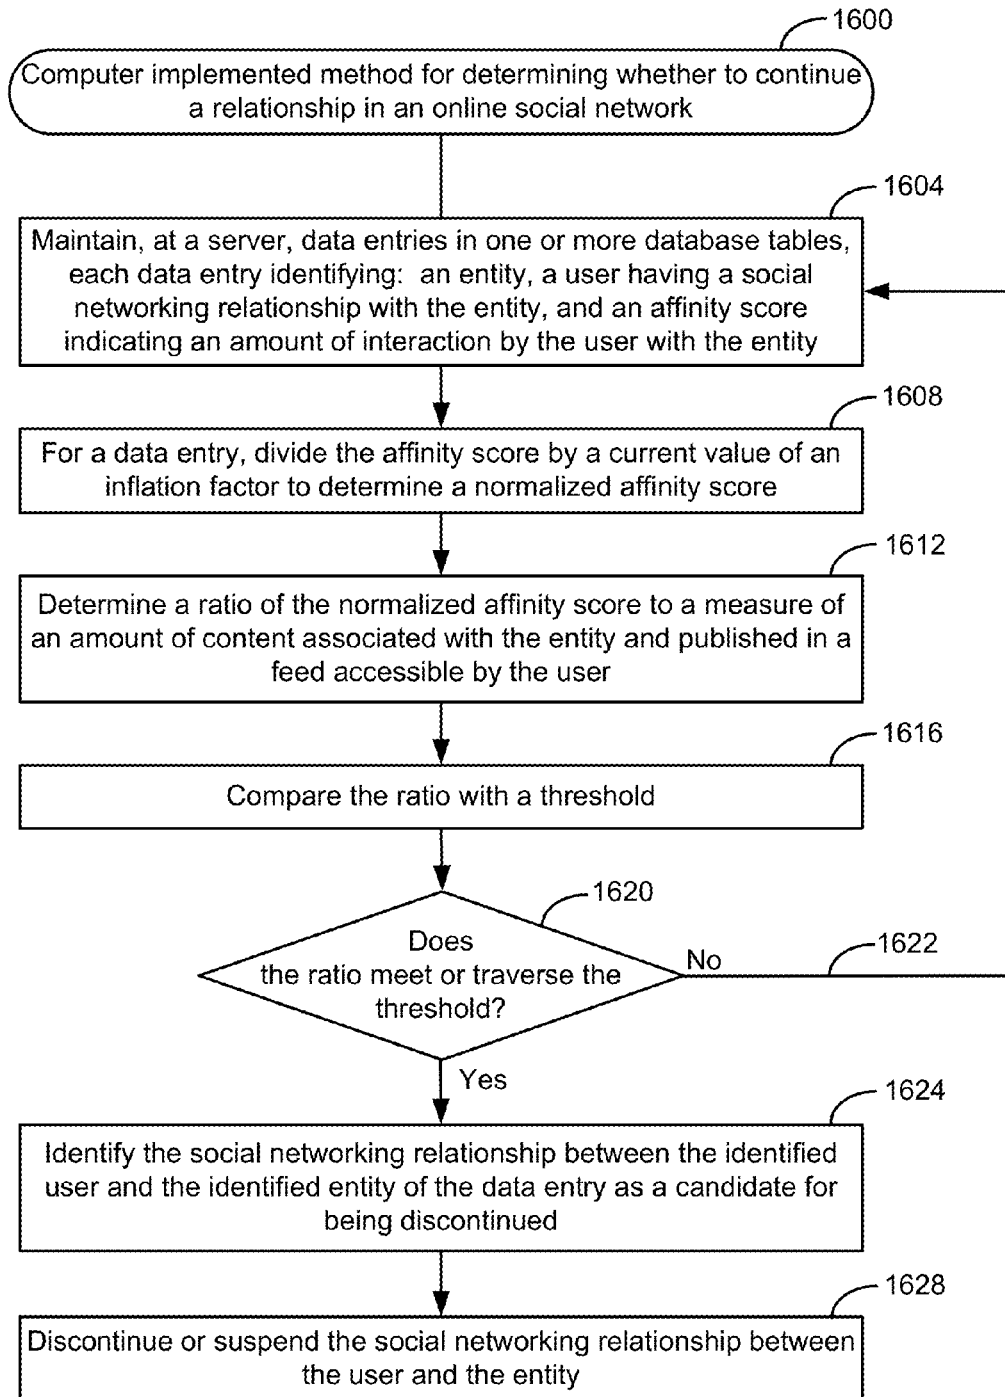 1600
Computer implemented method for determining whether to continue
a relationship in an online social network
1604
Maintain, at a server, data entries in one or more database tables,
each data entry identifying: an entity, a user having a social
networking relationship with the entity, and an affinity score
indicating an amount of interaction by the user with the entity
1608
For a data entry, divide the affinity score by a current value of an
inflation factor to determine a normalized affinity score
1612
Determine a ratio of the normalized affinity score to a measure of
an amount of content associated with the entity and published in a
feed accessible by the user
1616
Compare the ratio with a threshold
1620
Does
the ratio meet or traverse the
threshold?
No
1622
Yes
1624
Identify the social networking relationship between the identified
user and the identified entity of the data entry as a candidate for
being discontinued
1628
Discontinue or suspend the social networking relationship between
the user and the entity